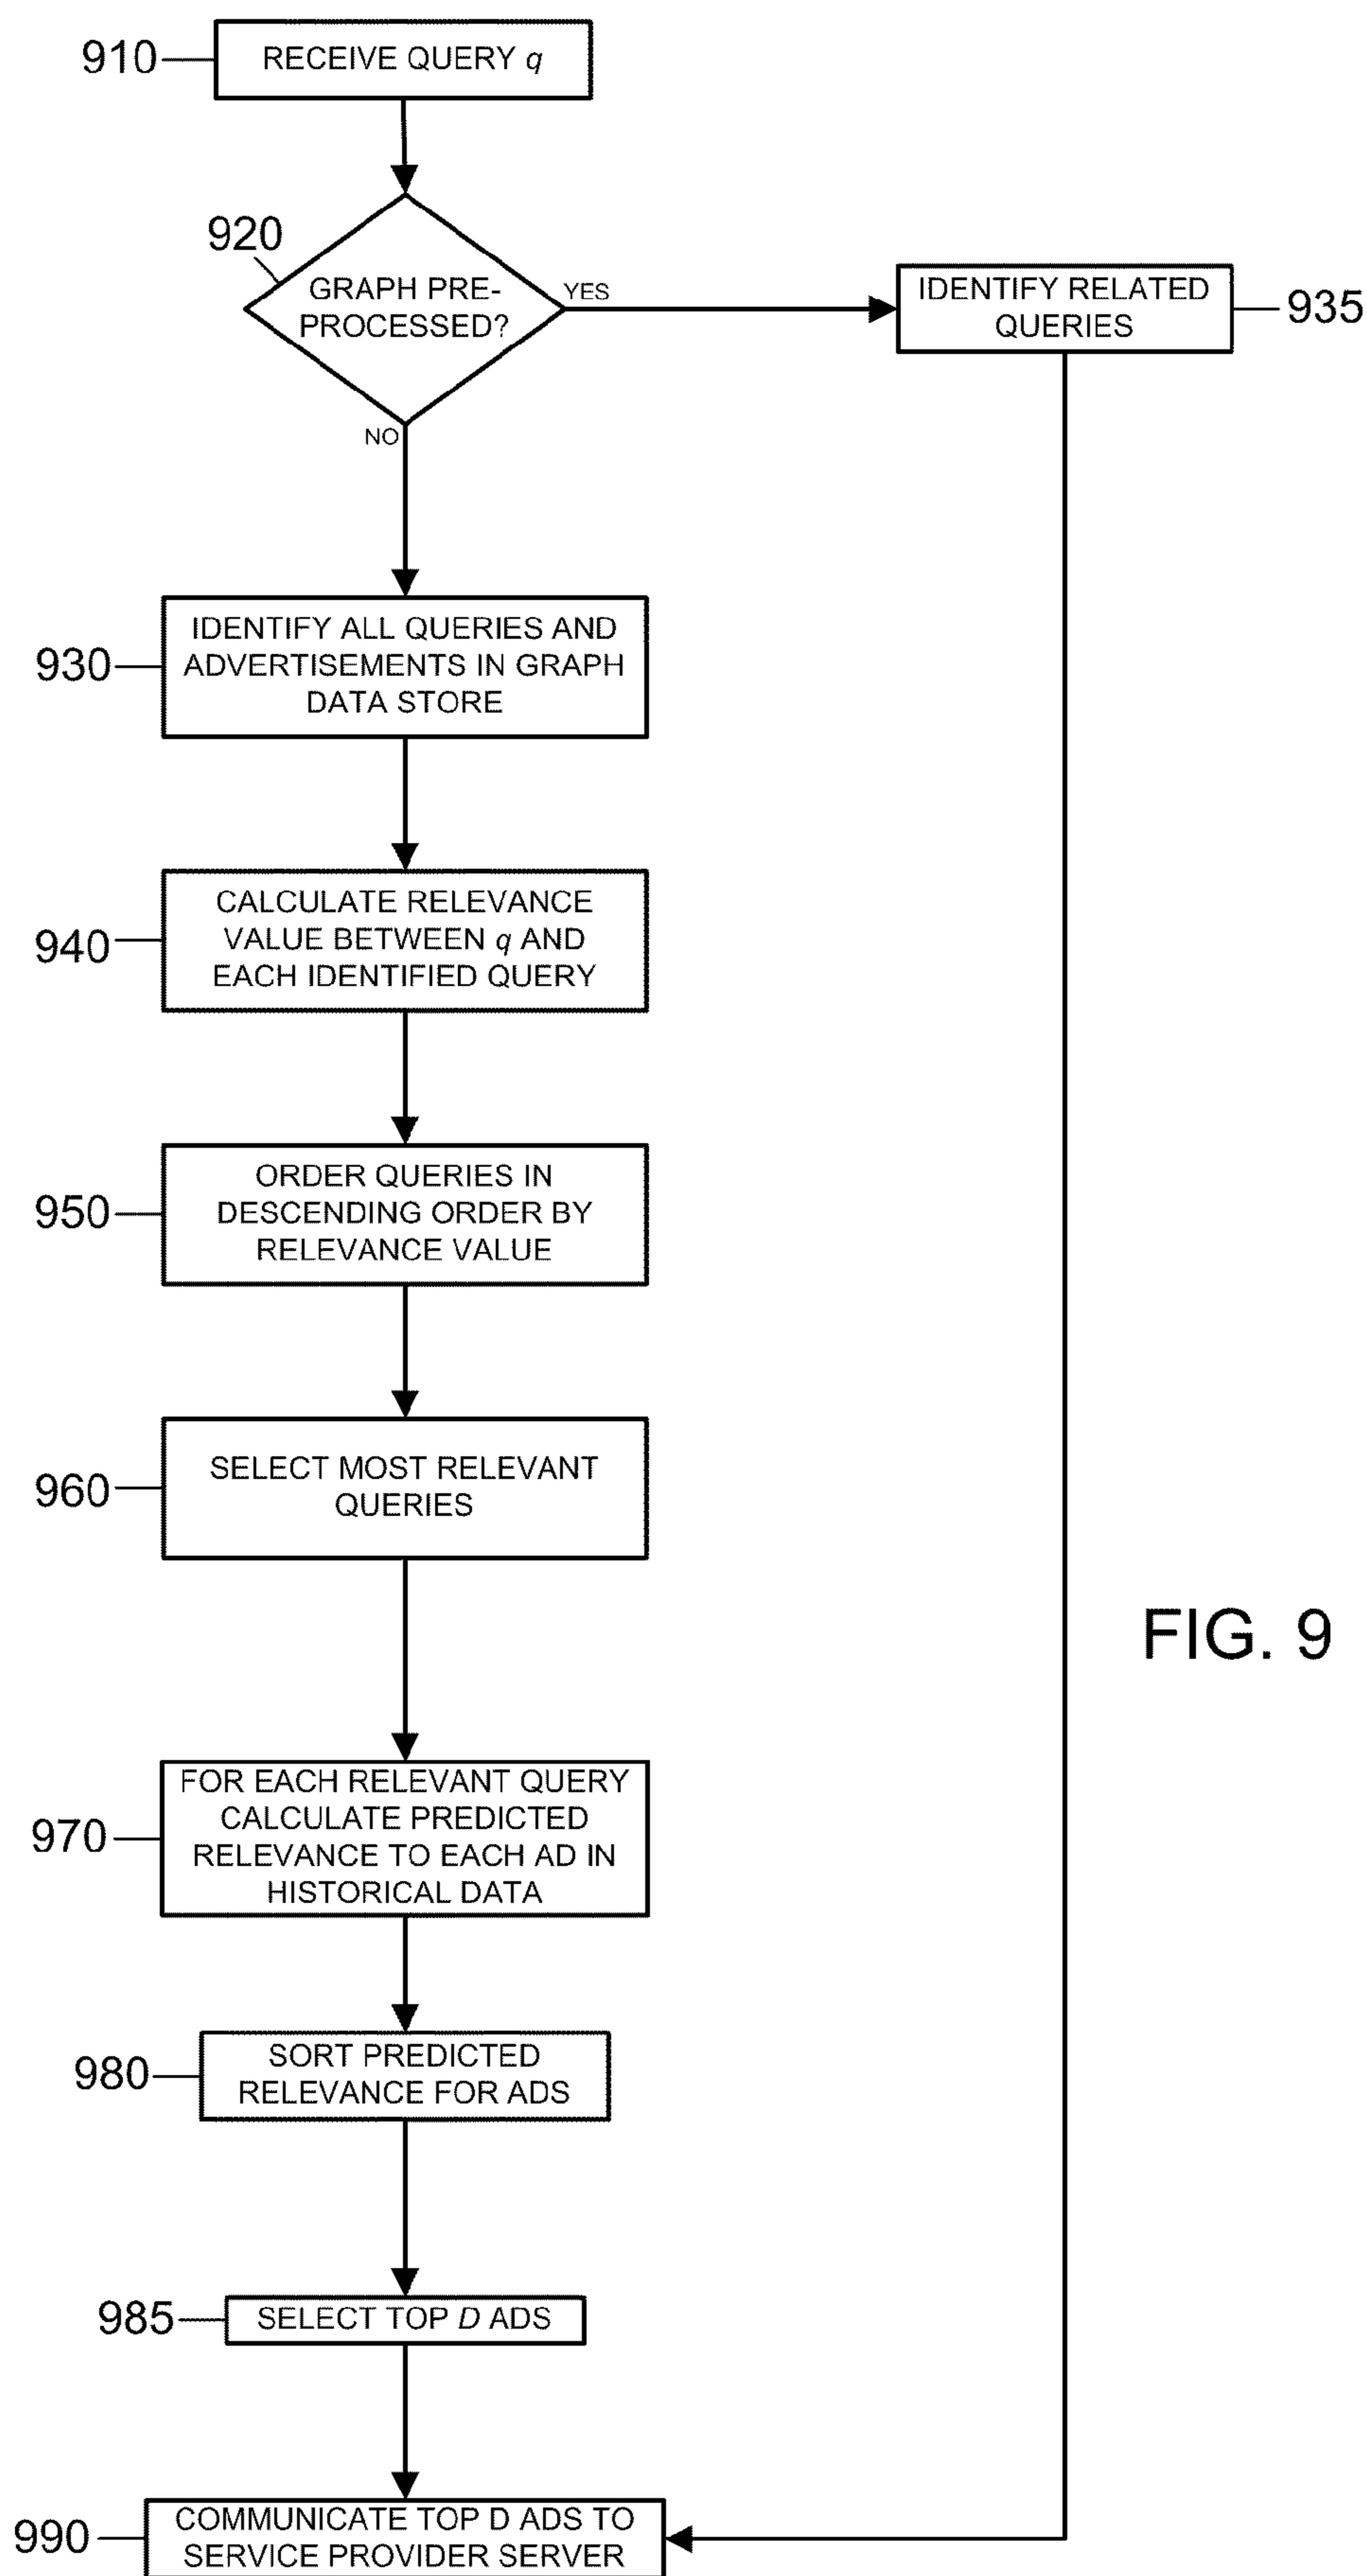 910
RECEIVE QUERY q
920
GRAPH PRE-
PROCESSED?
YES
NO
IDENTIFY RELATED
QUERIES
935
930
IDENTIFY ALL QUERIES AND
ADVERTISEMENTS IN GRAPH
DATA STORE
940
CALCULATE RELEVANCE
VALUE BETWEEN q AND
EACH IDENTIFIED QUERY
950
ORDER QUERIES IN
DESCENDING ORDER BY
RELEVANCE VALUE
960
SELECT MOST RELEVANT
QUERIES
FIG. 9
970
FOR EACH RELEVANT QUERY
CALCULATE PREDICTED
RELEVANCE TO EACH AD IN
HISTORICAL DATA
980
SORT PREDICTED
RELEVANCE FOR ADS
985
SELECT TOP D ADS
990
COMMUNICATE TOP D ADS TO
SERVICE PROVIDER SERVER